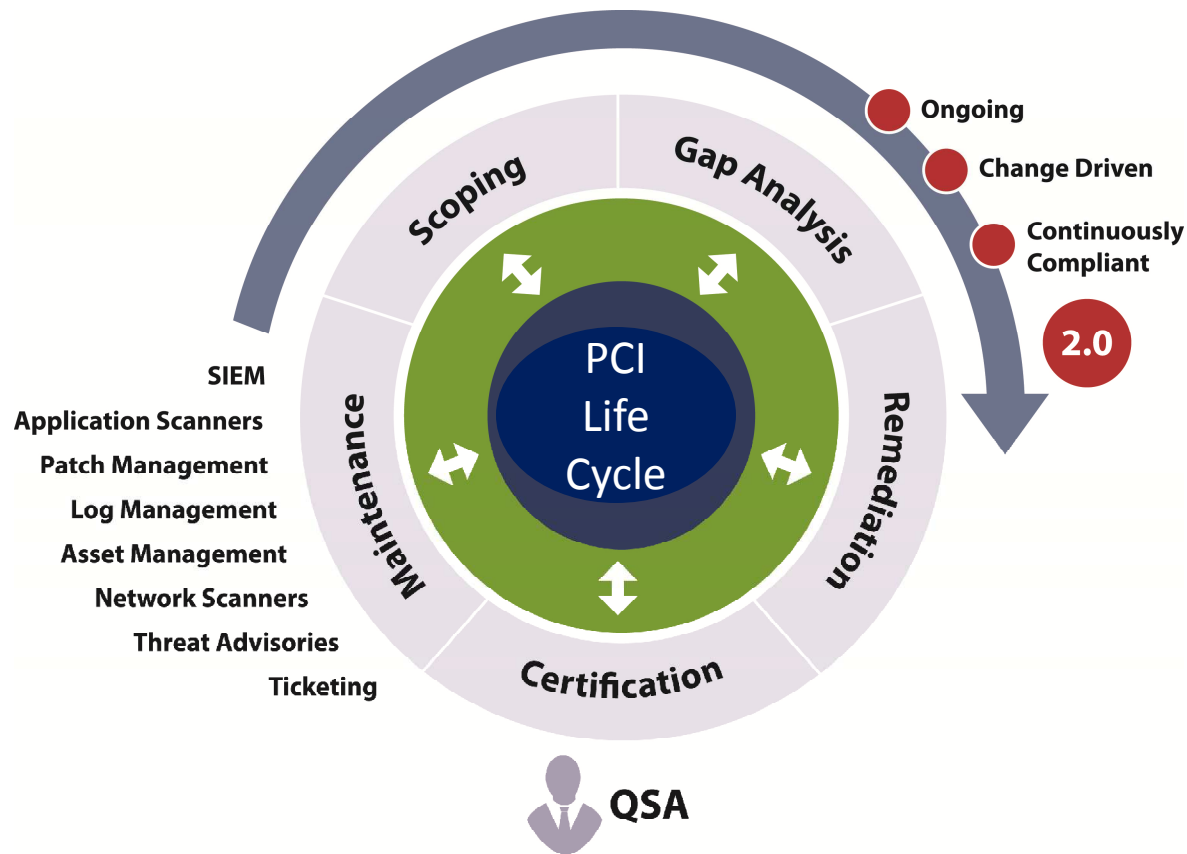 Ongoing
Change Driven
Continuously
Compliant
2.0
Scoping
Gap Analysis
Remediation
Certification
Maintenance
PCI
Life
Cycle
SIEM
Application Scanners
Patch Management
Log Management
Asset Management
Network Scanners
Threat Advisories
Ticketing
QSA